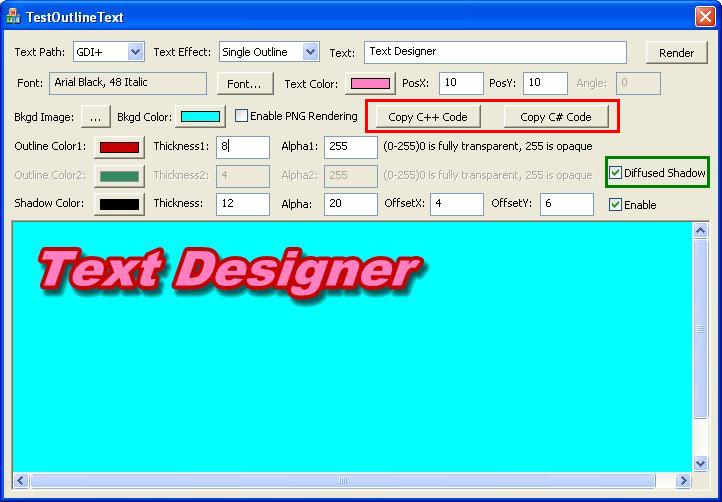 TestOutlineText
Text Path: GDI+ Text Effect: Single Outline Text: Text Designer Render
Font: Arial Black, 48 Italic Font... Text Color: PosX: 10 PosY: 10 Angle: 0
Bkgd Image: ... Bkgd Color: Enable PNG Rendering Copy C++ Code Copy C# Code
Outline Color1: Thickness1: 8 Alpha1: 255 (0-255)0 is fully transparent, 255 is opaque
Outline Color2: Thickness2: 4 Alpha2: 255 (0-255)0 is fully transparent, 255 is opaque Diffused Shadow
Shadow Color: Thickness: 12 Alpha: 20 OffsetX: 4 OffsetY: 6 Enable
Text Designer